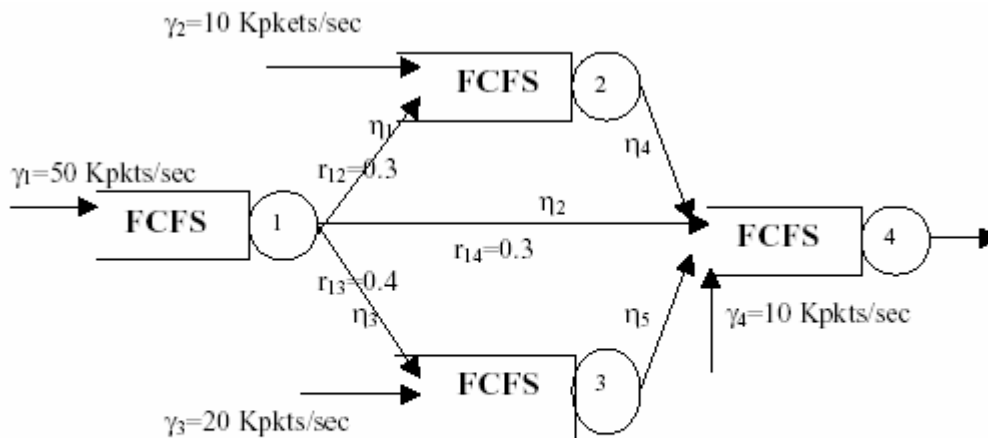 γ2=10 Kpkets/sec
FCFS
2
η1
η4
r12=0.3
γ1=50 Kpkts/sec
FCFS
1
η2
FCFS
4
r14=0.3
r13=0.4
η3
η5
γ4=10 Kpkts/sec
FCFS
3
γ3=20 Kpkts/sec